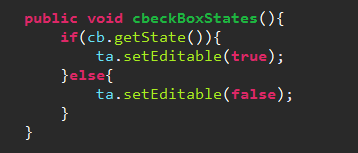 public void cbeckBoxStates(){
    if(cb.getState()){
        ta.setEditable(true);
    }else{
        ta.setEditable(false);
    }
}